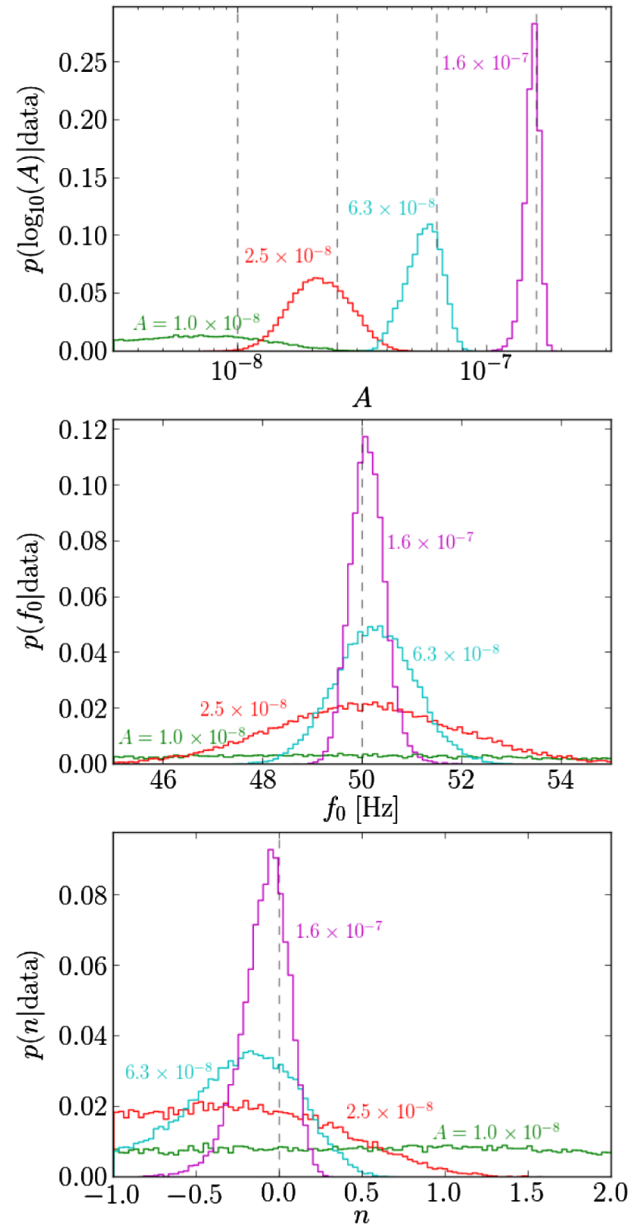 0.25
0.20
0.15
0.10
0.05
0.00
p(log₁₀(A)|data)
1.6 × 10⁻⁷
6.3 × 10⁻⁸
2.5 × 10⁻⁸
A = 1.0 × 10⁻⁸
10⁻⁸ 10⁻⁷
A
0.12
0.10
0.08
0.06
0.04
0.02
0.00
p(f₀|data)
1.6 × 10⁻⁷
6.3 × 10⁻⁸
2.5 × 10⁻⁸
A = 1.0 × 10⁻⁸
46 48 50 52 54
f₀ [Hz]
0.08
0.06
0.04
0.02
0.00
p(n|data)
1.6 × 10⁻⁷
6.3 × 10⁻⁸
2.5 × 10⁻⁸
A = 1.0 × 10⁻⁸
−1.0 −0.5 0.0 0.5 1.0 1.5 2.0
n